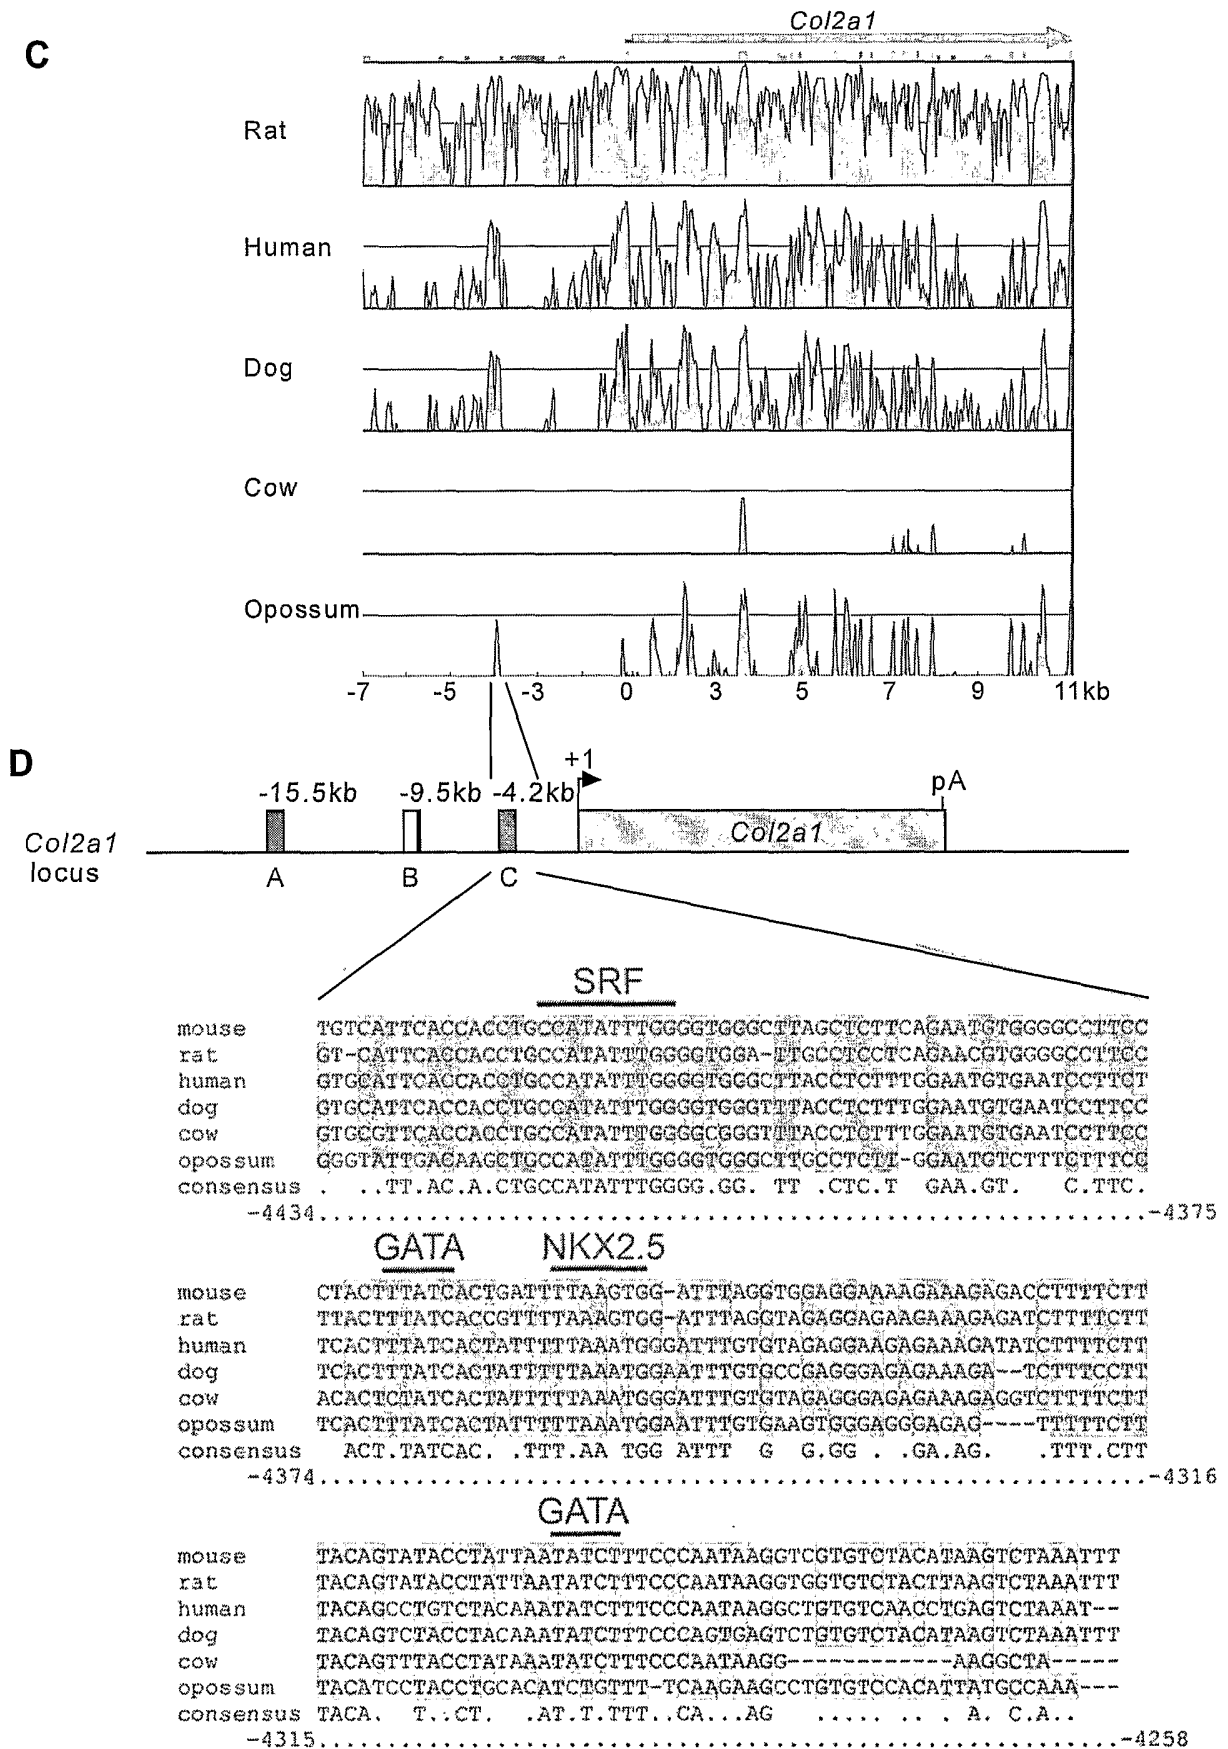 C
Col2a1
Rat
Human
Dog
Cow
Opossum
-7 -5 -3 0 3 5 7 9 11kb
D
-15.5kb -9.5kb -4.2kb +1 pA
Col2a1 locus
Col2a1
A B C
SRF
mouse TGTCATTCACCACCTGCCATATTTGGGGTGGGCTTAGCTCTTCAGAATGTGGGGCCTTCC
rat GT-CATTCAGCACCTGCCATATTTGGGGTGGA-TTGCCTCCTCAGAACGTGGGGCCTTCC
human GTGCATTCACCACCTGCCATATTTGGGGTGGGCTTACCTCTTTGGAATGTGAATCCTTCT
dog GTGCATTCACCACCTGCCATATTTGGGGTGGGTTTACCTCTTTGGAATGTGAATCCTTCC
cow GTGCGTTCACCACCTGCCATATTTGGGGCGGGTTTACCTCTTTGGAATGTGAATCCTTCC
opossum GGGTATTGACAAGCTGCCATATTTGGGGTGGGCTTGCCTCTT-GGAATGTCTTTCTTTCC
consensus . ..TT.AC.A.CTGCCATATTTGGGG.GG. TT .CTC.T GAA.GT. C.TTC.
-4434............................................................-4375
GATA NKX2.5
mouse CTACTTTATCACTGATTTTTAAGTGG-ATTTAGGTGGAGGAAAAGAAAGAGACCTTTTCTT
rat TTACTTTATCACCGTTTTTAAAGTGG-ATTTAGGTAGAGGAGAAGAAAGAGATCTTTTCTT
human TCACTTTATCACTATTTTTAAATGGGATTTGTGTAGAGGAAGAGAAAGATATCTTTTCTT
dog TCACTTTATCACTATTTTTAAATGGAATTTGTGCCGAGGGAGAGAAAGA--TCTTTCCTT
cow ACACTCTATCACTATTTTTAAATGGGATTTGTGTAGAGGGAGAGAAAGAGGTCTTTTCTT
opossum TCACTTTATCACTATTTTTAAATGGAATTTGTGAAGTGGGAGGGAGAG----TTTTTCTT
consensus ACT.TATCAC. .TTT.AA TGG ATTT G G.GG . .GA.AG. .TTT.CTT
-4374............................................................-4316
GATA
mouse TACAGTATACCTATTAATATCTTTCCCAATAAGGTCGTGTCTACATAAGTCTAAATTT
rat TACAGTATACCTATTAATATCTTTCCCAATAAGGTGGTGTCTACTTAAGTCTAAATTT
human TACAGCCTGTCTACAAATATCTTTCCCAATAAGGCTGTGTCAACCTGAGTCTAAAT--
dog TACAGTCTACCTACAAATATCTTTCCCAGTGAGTCTGTGTCTACATAAGTCTAAATTT
cow TACAGTTTACCTATAAATATCTTTCCCAATAAGG------------AAGGCTA-----
opossum TACATCCTACCTGCACATCTGTTT-TCAAGAAGCCTGTGTCCACATTATGCCAAA---
consensus TACA. T..CT. .AT.T.TTT..CA...AG ..... .. . A. C.A..
-4315..........................................................-4258